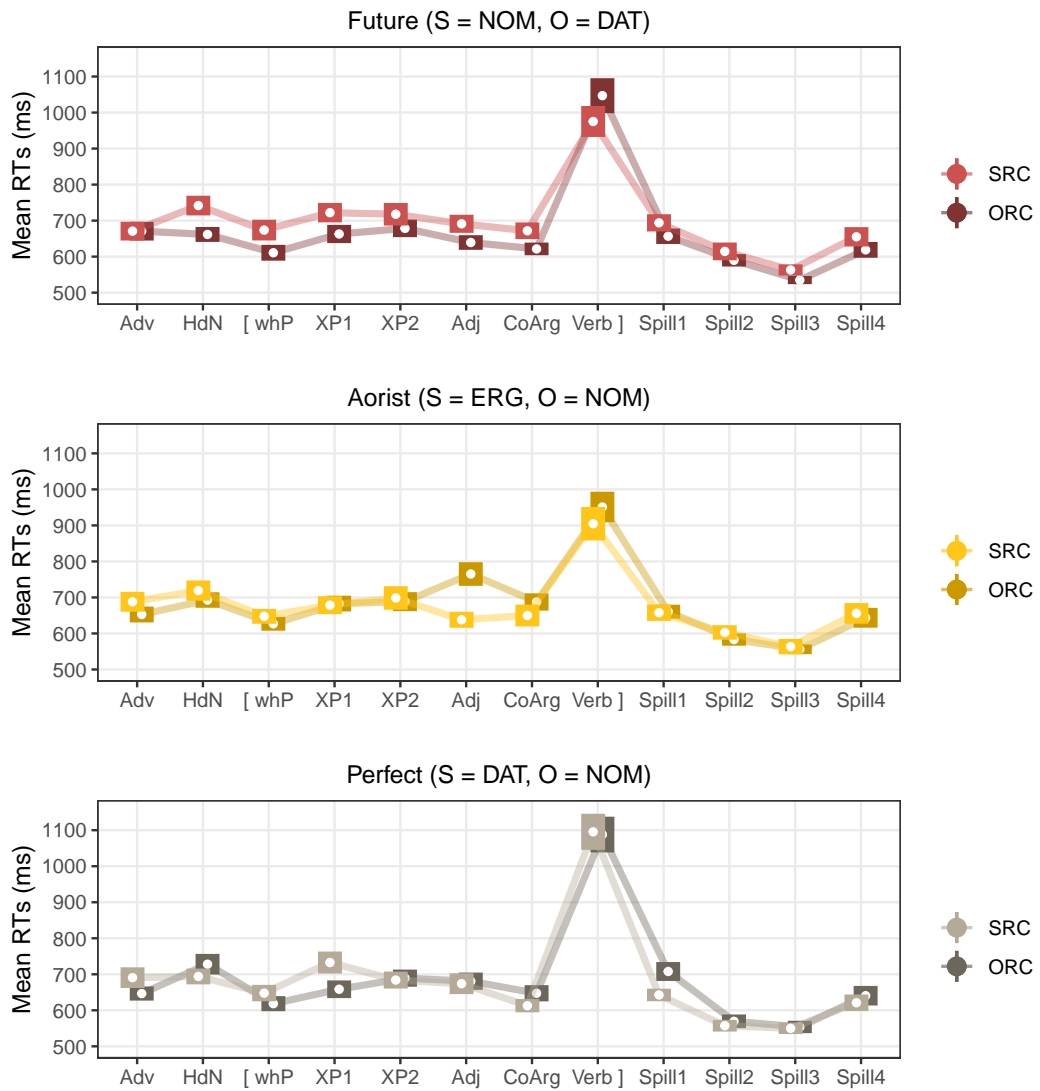 Future (S = NOM, O = DAT)
Mean RTs (ms)
1100
1000
900
800
700
600
500
Adv HdN [ whP XP1 XP2 Adj CoArg Verb ] Spill1 Spill2 Spill3 Spill4
SRC
ORC
Aorist (S = ERG, O = NOM)
Mean RTs (ms)
1100
1000
900
800
700
600
500
Adv HdN [ whP XP1 XP2 Adj CoArg Verb ] Spill1 Spill2 Spill3 Spill4
SRC
ORC
Perfect (S = DAT, O = NOM)
Mean RTs (ms)
1100
1000
900
800
700
600
500
Adv HdN [ whP XP1 XP2 Adj CoArg Verb ] Spill1 Spill2 Spill3 Spill4
SRC
ORC